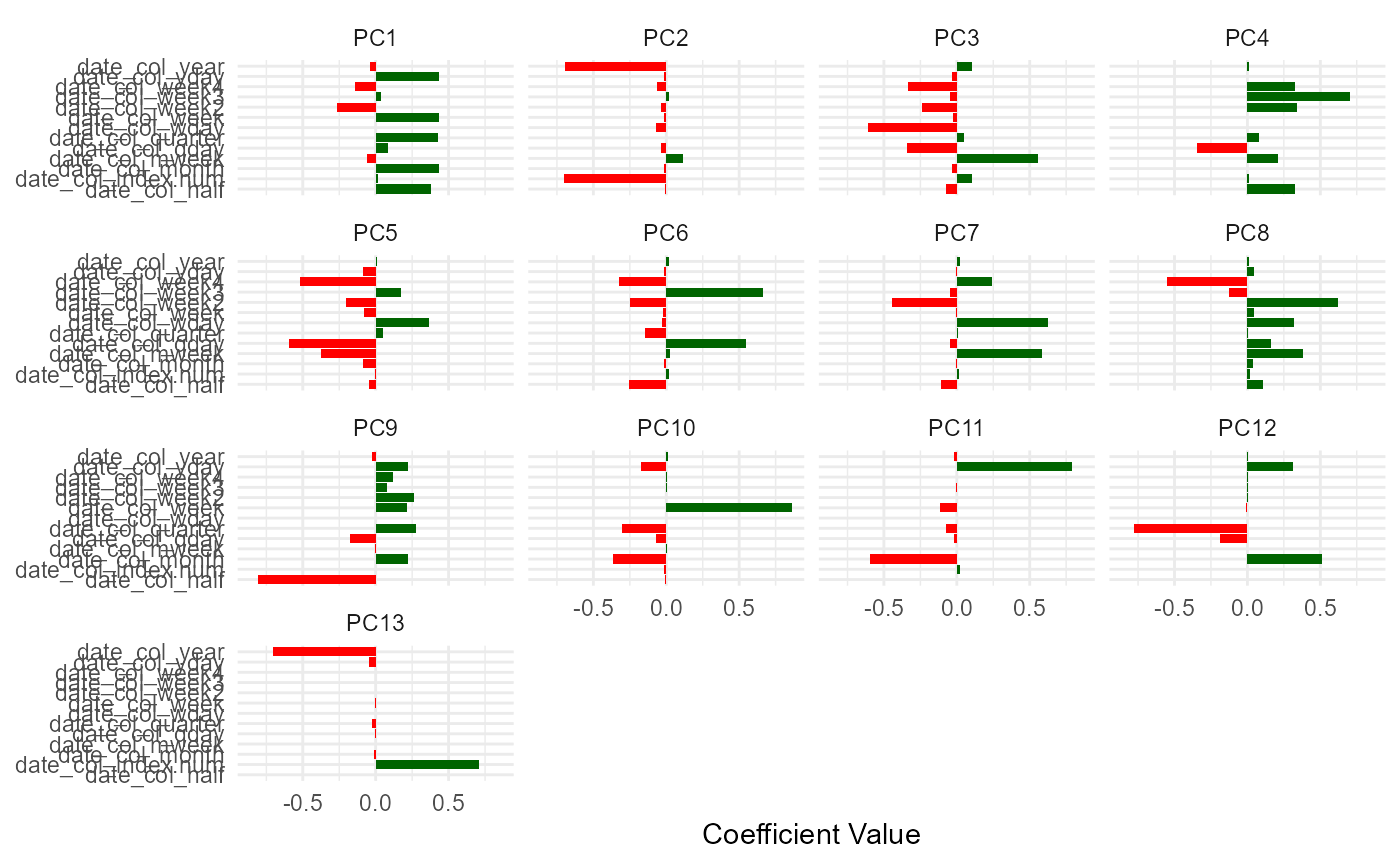 PC1 PC2 PC3 PC4
date_col_year
date_col_yday
date_col_week4
date_col_week3
date_col_week2
date_col_week
date_col_wday
date_col_quarter
date_col_qday
date_col_mweek
date_col_month
date_col_index.num
date_col_half
PC5 PC6 PC7 PC8
date_col_year
date_col_yday
date_col_week4
date_col_week3
date_col_week2
date_col_week
date_col_wday
date_col_quarter
date_col_qday
date_col_mweek
date_col_month
date_col_index.num
date_col_half
PC9 PC10 PC11 PC12
date_col_year
date_col_yday
date_col_week4
date_col_week3
date_col_week2
date_col_week
date_col_wday
date_col_quarter
date_col_qday
date_col_mweek
date_col_month
date_col_index.num
date_col_half
-0.5 0.0 0.5 -0.5 0.0 0.5 -0.5 0.0 0.5
PC13
date_col_year
date_col_yday
date_col_week4
date_col_week3
date_col_week2
date_col_week
date_col_wday
date_col_quarter
date_col_qday
date_col_mweek
date_col_month
date_col_index.num
date_col_half
-0.5 0.0 0.5
Coefficient Value